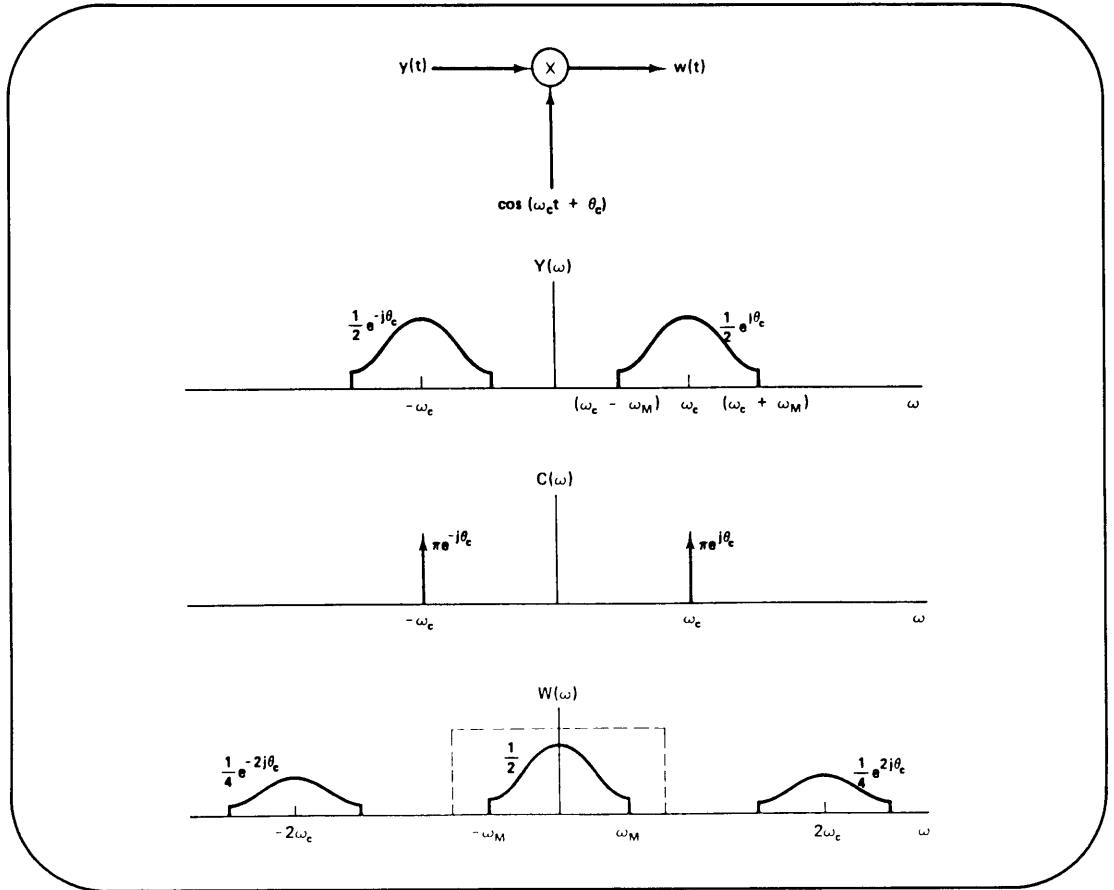 y(t) X w(t)
cos (ω_c t + θ_c)
Y(ω)
1/2 e^{-jθ_c} 1/2 e^{jθ_c}
-ω_c (ω_c - ω_M) ω_c (ω_c + ω_M) ω
C(ω)
πe^{-jθ_c} πe^{jθ_c}
-ω_c ω_c ω
W(ω)
1/4 e^{-2jθ_c} 1/2 1/4 e^{2jθ_c}
-2ω_c -ω_M ω_M 2ω_c ω